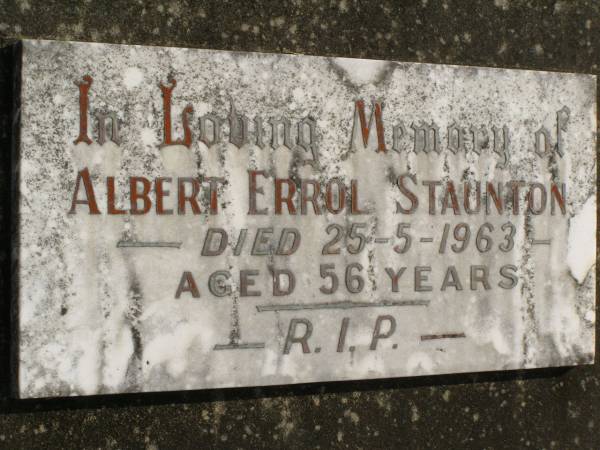 In Loving Memory of
ALBERT ERROL STAUNTON
— DIED 25-5-1963 —
AGED 56 YEARS
— R.I.P. —